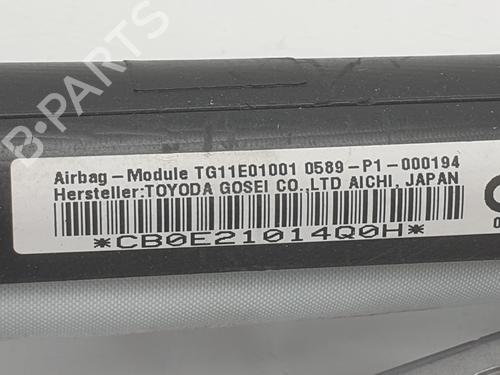 B-PARTS
Airbag-Module TG11E01001 0589-P1-000194
Hersteller:TOYODA GOSEI CO.,LTD AICHI, JAPAN
*CB0E21014Q0H*